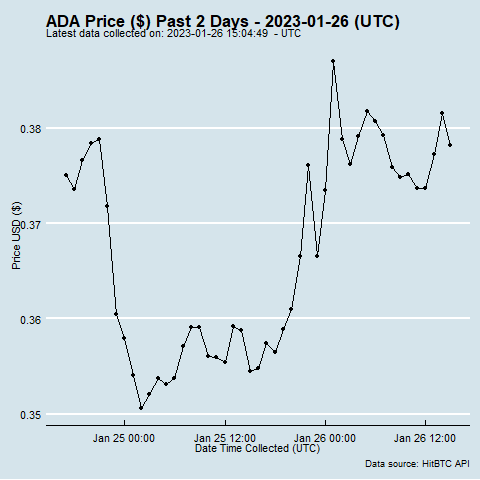 ADA Price ($) Past 2 Days - 2023-01-26 (UTC)
Latest data collected on: 2023-01-26 15:04:49 - UTC
Price USD ($)
0.38
0.37
0.36
0.35
Jan 25 00:00
Jan 25 12:00
Jan 26 00:00
Jan 26 12:00
Date Time Collected (UTC)
Data source: HitBTC API